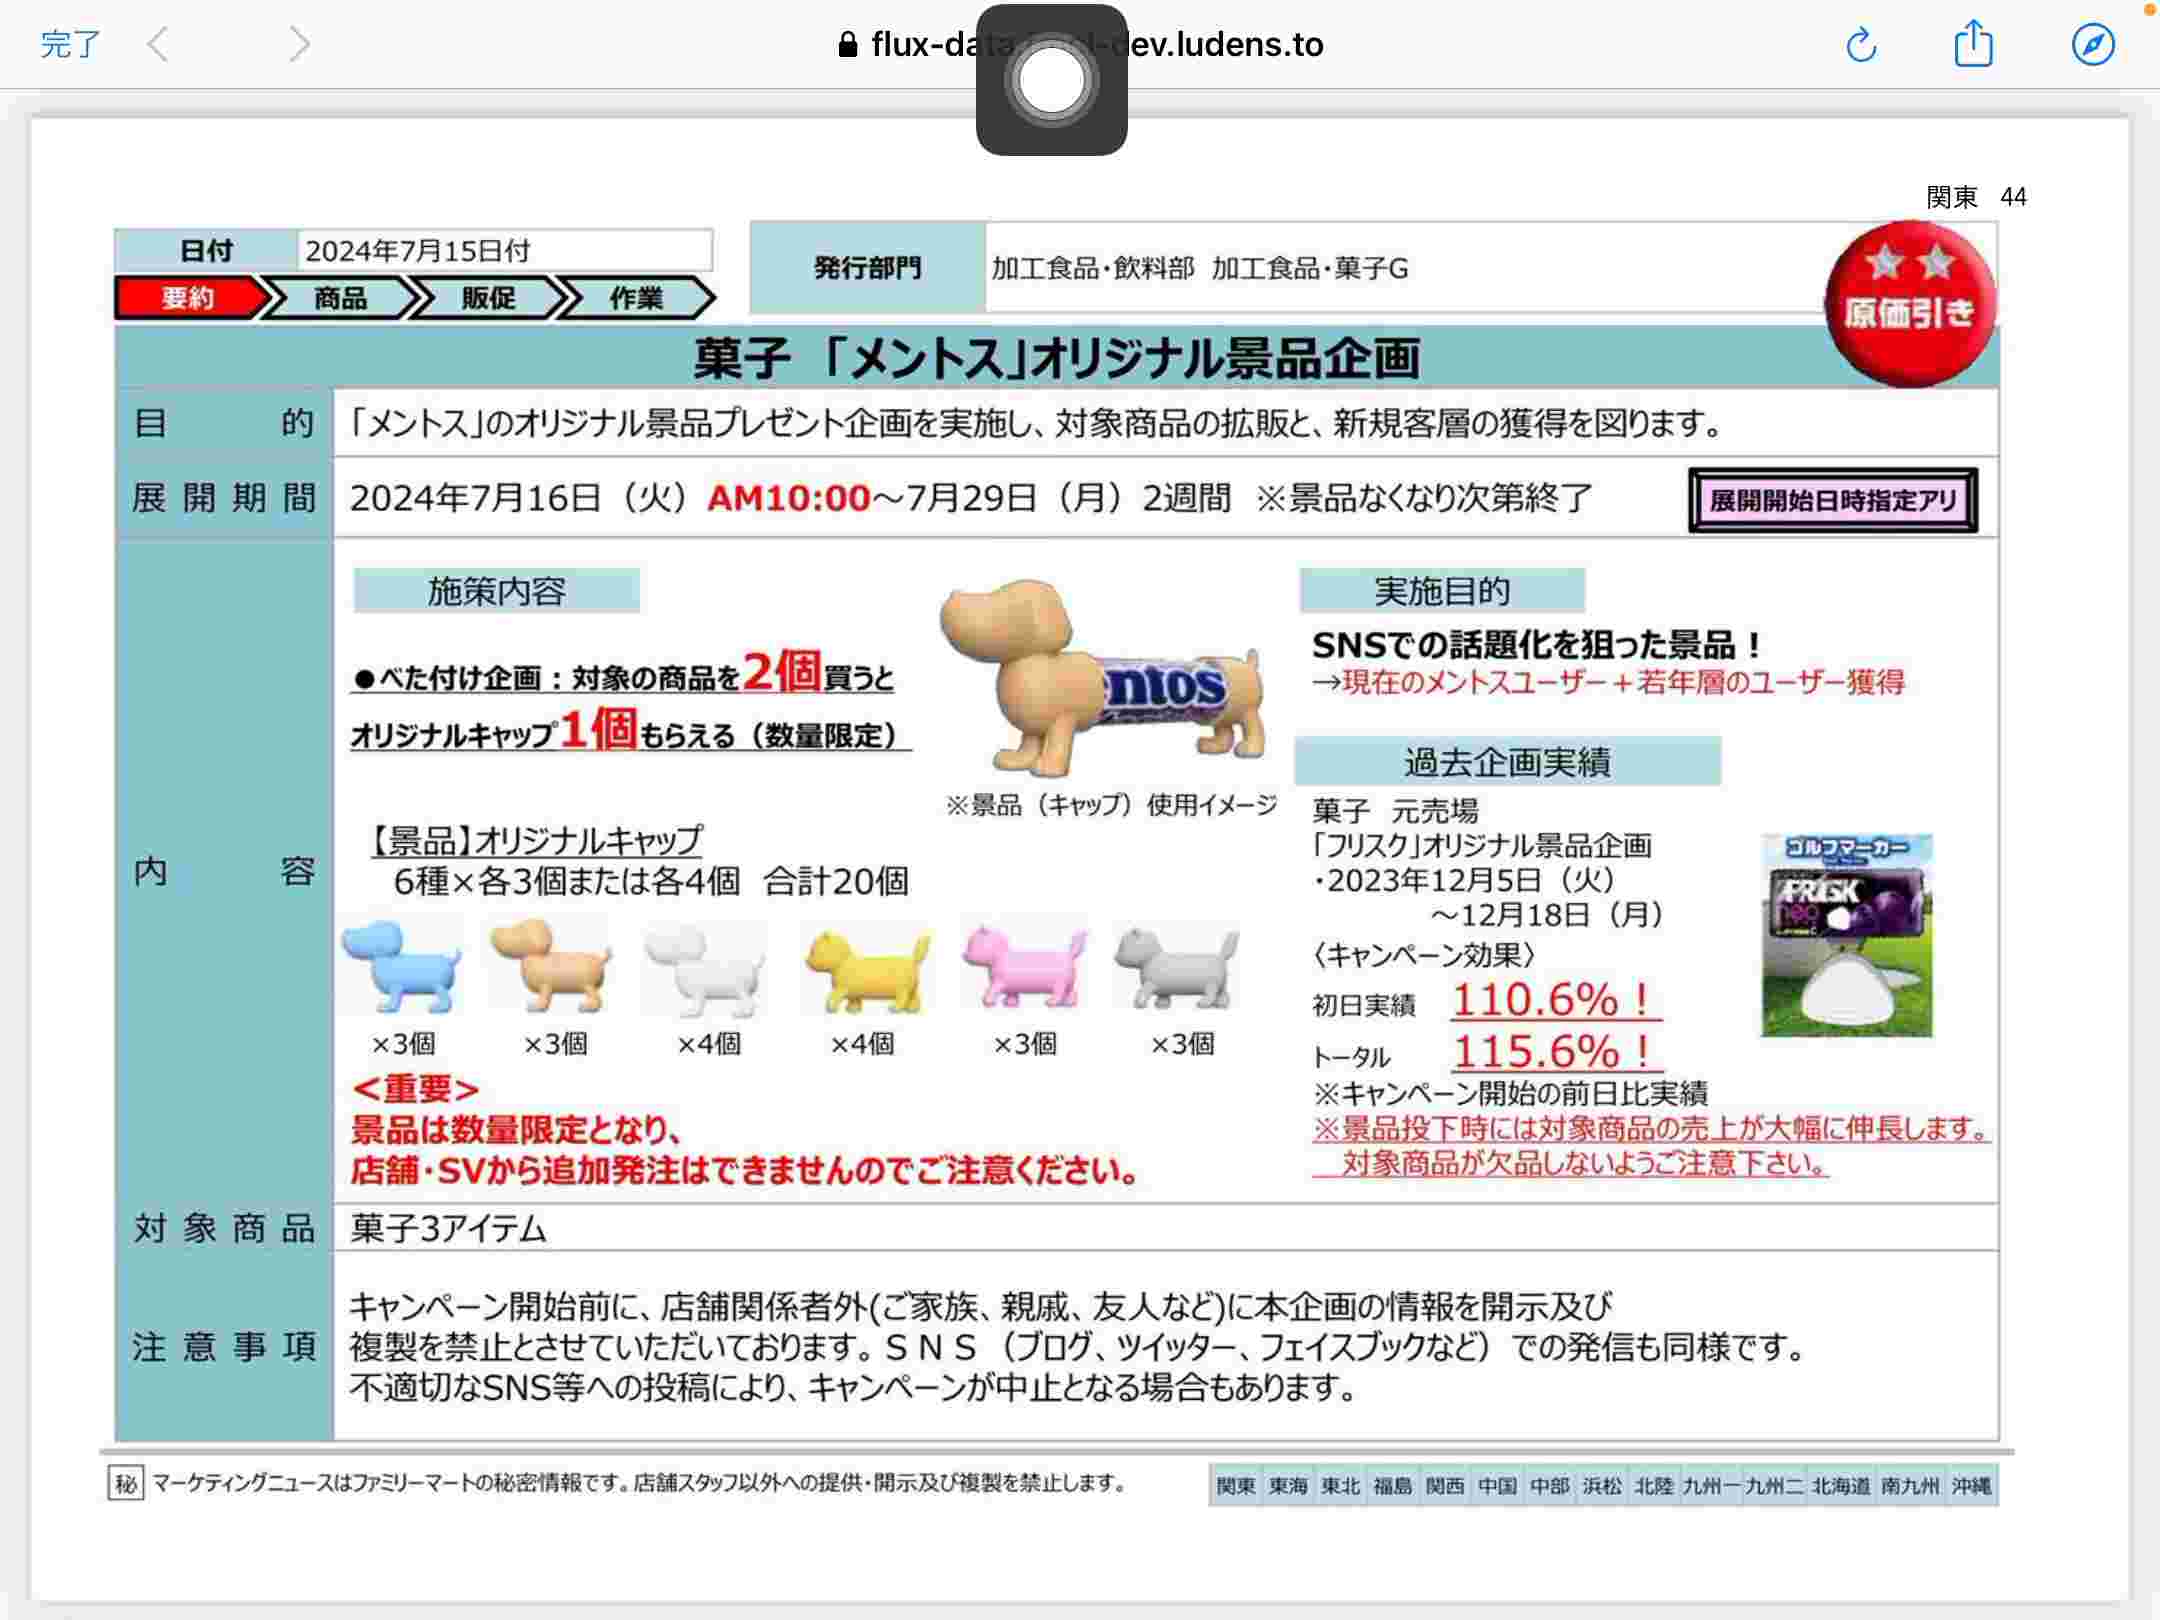 完了
flux-data
-dev.ludens.to
関東 44
日付 2024年7月15日付
発行部門 加工食品・飲料部 加工食品・菓子G
★★
原価引き
要約 商品 販促 作業
菓子 「メントス」オリジナル景品企画
目的 「メントス」のオリジナル景品プレゼント企画を実施し、対象商品の拡販と、新規客層の獲得を図ります。
展開期間 2024年7月16日（火）AM10:00～7月29日（月）2週間 ※景品なくなり次第終了
展開開始日時指定アリ
内容
施策内容
●べた付け企画：対象の商品を2個買うと
オリジナルキャップ1個もらえる（数量限定）
ntos
※景品（キャップ）使用イメージ
【景品】オリジナルキャップ
6種×各3個または各4個 合計20個
×3個 ×3個 ×4個 ×4個 ×3個 ×3個
＜重要＞
景品は数量限定となり、
店舗・SVから追加発注はできませんのでご注意ください。
実施目的
SNSでの話題化を狙った景品！
→現在のメントスユーザー＋若年層のユーザー獲得
過去企画実績
菓子 元売場
「フリスク」オリジナル景品企画
・2023年12月5日（火）
～12月18日（月）
〈キャンペーン効果〉
初日実績 110.6%！
トータル 115.6%！
※キャンペーン開始の前日比実績
※景品投下時には対象商品の売上が大幅に伸長します。
対象商品が欠品しないようご注意下さい。
ゴルフマーカー
FRISK
neo
対象商品 菓子3アイテム
注意事項
キャンペーン開始前に、店舗関係者外(ご家族、親戚、友人など)に本企画の情報を開示及び
複製を禁止とさせていただいております。ＳＮＳ（ブログ、ツイッター、フェイスブックなど）での発信も同様です。
不適切なSNS等への投稿により、キャンペーンが中止となる場合もあります。
秘 マーケティングニュースはファミリーマートの秘密情報です。店舗スタッフ以外への提供・開示及び複製を禁止します。
関東 東海 東北 福島 関西 中国 中部 浜松 北陸 九州一 九州二 北海道 南九州 沖縄